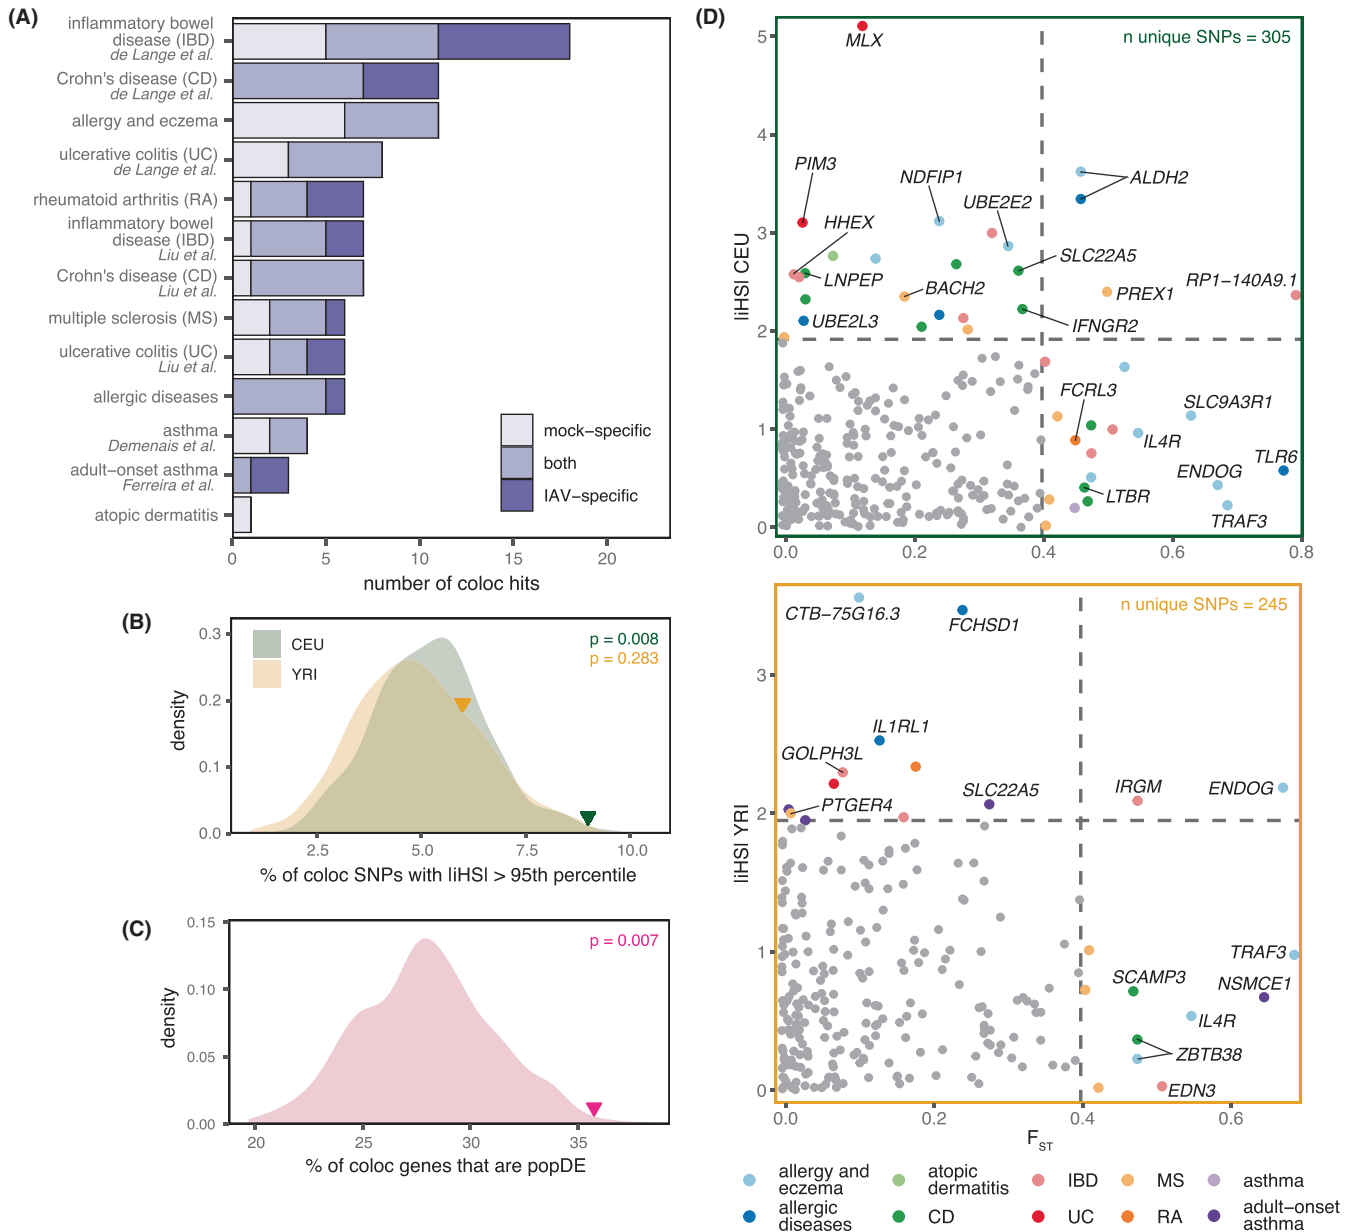 (A)
inflammatory bowel
disease (IBD)
de Lange et al.
Crohn's disease (CD)
de Lange et al.
allergy and eczema
ulcerative colitis (UC)
de Lange et al.
rheumatoid arthritis (RA)
inflammatory bowel
disease (IBD)
Liu et al.
Crohn's disease (CD)
Liu et al.
multiple sclerosis (MS)
ulcerative colitis (UC)
Liu et al.
allergic diseases
asthma
Demenais et al.
adult−onset asthma
Ferreira et al.
atopic dermatitis
mock−specific
both
IAV−specific
0 5 10 15 20
number of coloc hits
(B)
CEU
YRI
p = 0.008
p = 0.283
0.3
0.2
0.1
0.0
density
2.5 5.0 7.5 10.0
% of coloc SNPs with |iHS| > 95th percentile
(C)
p = 0.007
0.15
0.10
0.05
0.00
density
20 25 30 35
% of coloc genes that are popDE
(D)
n unique SNPs = 305
5
4
3
2
1
0
|iHS| CEU
MLX
PIM3
NDFIP1
ALDH2
UBE2E2
HHEX
SLC22A5
LNPEP
RP1−140A9.1
BACH2
PREX1
UBE2L3
IFNGR2
FCRL3
SLC9A3R1
IL4R
TLR6
ENDOG
LTBR
TRAF3
0.0 0.2 0.4 0.6 0.8
n unique SNPs = 245
3
2
1
0
|iHS| YRI
CTB−75G16.3
FCHSD1
IL1RL1
GOLPH3L
SLC22A5
IRGM
ENDOG
PTGER4
TRAF3
SCAMP3
NSMCE1
IL4R
ZBTB38
EDN3
0.0 0.2 0.4 0.6
FST
allergy and
eczema
atopic
dermatitis
IBD
MS
asthma
allergic
diseases
CD
UC
RA
adult−onset
asthma